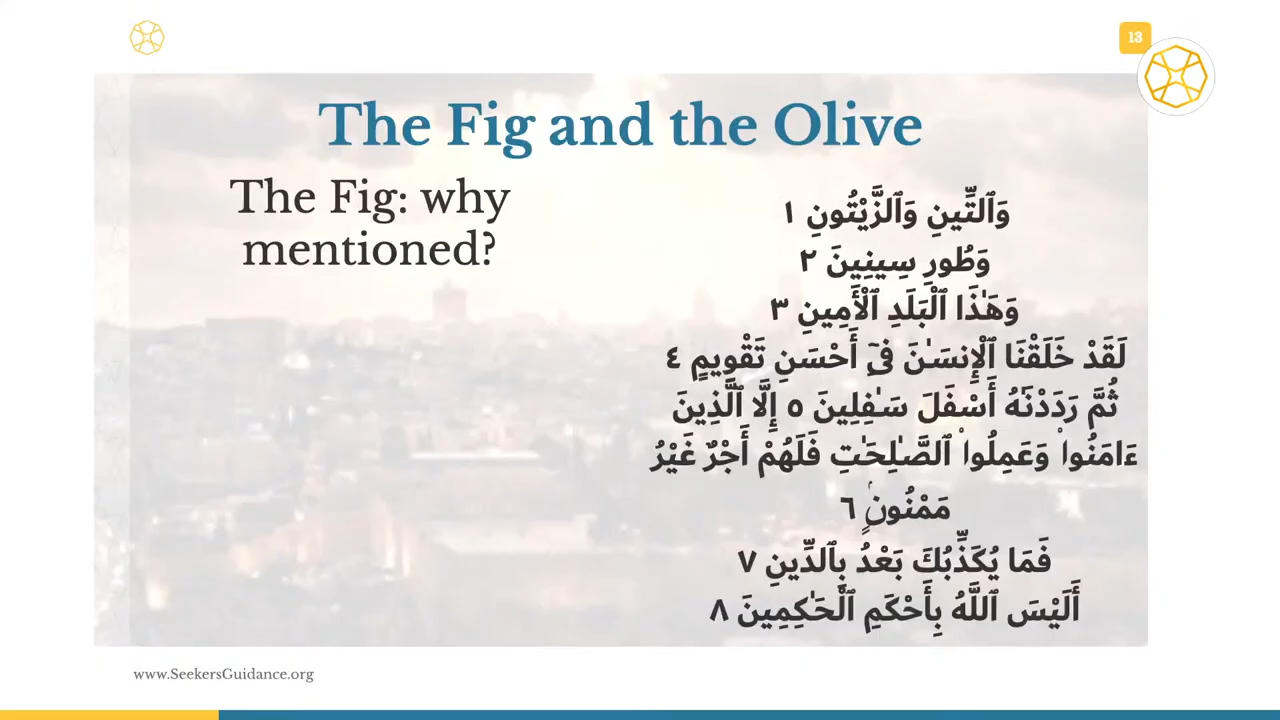 13
The Fig and the Olive
The Fig: why
mentioned?
وَٱلتِّينِ وَٱلزَّيْتُونِ ١
وَطُورِ سِينِينَ ٢
وَهَـٰذَا ٱلْبَلَدِ ٱلْأَمِينِ ٣
لَقَدْ خَلَقْنَا ٱلْإِنسَـٰنَ فِىٓ أَحْسَنِ تَقْوِيمٍ ٤
ثُمَّ رَدَدْنَـٰهُ أَسْفَلَ سَـٰفِلِينَ ٥ إِلَّا ٱلَّذِينَ
ءَامَنُوا۟ وَعَمِلُوا۟ ٱلصَّـٰلِحَـٰتِ فَلَهُمْ أَجْرٌ غَيْرُ
مَمْنُونٍۢ ٦
فَمَا يُكَذِّبُكَ بَعْدُ بِٱلدِّينِ ٧
أَلَيْسَ ٱللَّهُ بِأَحْكَمِ ٱلْحَـٰكِمِينَ ٨
www.SeekersGuidance.org